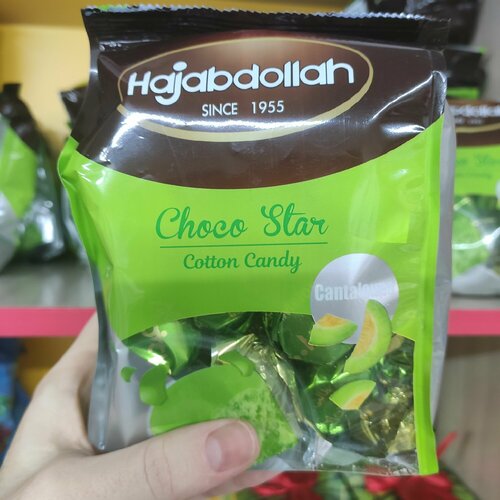 Hajabdollah
SINCE 1955
Choco Star
Cotton Candy